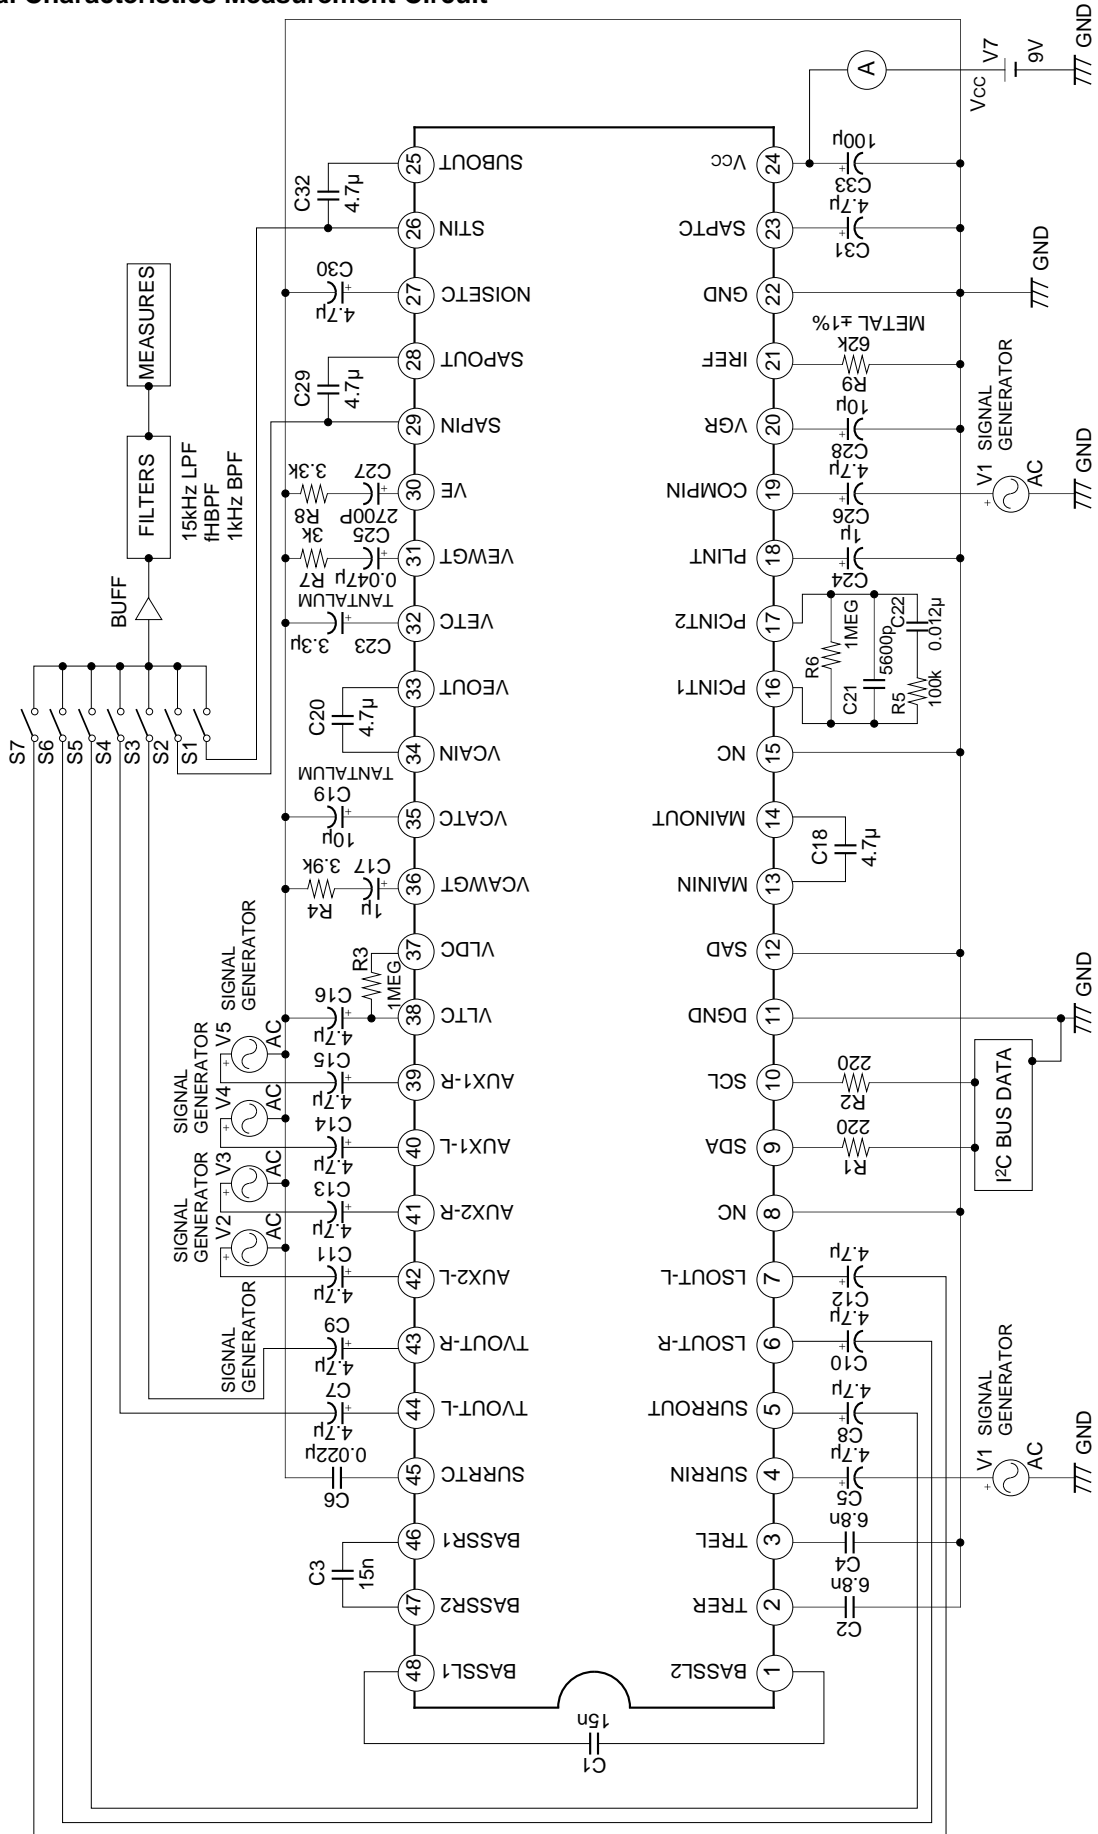 al Characteristics Measurement Circuit
S7
S6
S5
S4
S3
S2
S1
BUFF
FILTERS
MEASURES
15kHz LPF
fHBPF
1kHz BPF
A
VCC
V7
9V
GND
C32
4.7µ
25
SUBOUT
26
STIN
C30
4.7µ
27
NOISETC
C29
4.7µ
28
SAPOUT
29
SAPIN
R8
3.3k
C27
2700P
30
VE
R7
3k
C25
0.047µ
31
VEWGT
TANTALUM
3.3µ
C23
32
VETC
C20
4.7µ
33
VEOUT
34
VCAIN
TANTALUM
C19
10µ
35
VCATC
R4
3.9k
C17
1µ
36
VCAWGT
R3
1MEG
37
VLDC
C16
4.7µ
38
VLTC
SIGNAL
GENERATOR
V5
AC
C15
4.7µ
39
AUX1-R
SIGNAL
GENERATOR
V4
AC
C14
4.7µ
40
AUX1-L
SIGNAL
GENERATOR
V3
AC
C13
4.7µ
41
AUX2-R
SIGNAL
GENERATOR
V2
AC
C11
4.7µ
42
AUX2-L
C9
4.7µ
43
TVOUT-R
C7
4.7µ
44
TVOUT-L
0.022µ
C6
45
SURRTC
C3
15n
46
BASSR1
47
BASSR2
48
BASSL1
C1
15n
24
VCC
C33
100µ
23
SAPTC
C31
4.7µ
22
GND
GND
21
IREF
R9
62k
METAL ±1%
20
VGR
C28
10µ
19
COMPIN
C26
4.7µ
V1
SIGNAL
GENERATOR
AC
GND
18
PLINT
C24
1µ
17
PCINT2
16
PCINT1
R6
1MEG
C21
5600p
R5
100k
C22
0.012µ
15
NC
14
MAINOUT
13
MAININ
C18
4.7µ
12
SAD
11
DGND
GND
10
SCL
R2
220
9
SDA
R1
220
I²C BUS DATA
8
NC
7
LSOUT-L
C12
4.7µ
6
LSOUT-R
C10
4.7µ
5
SURROUT
C8
4.7µ
4
SURRIN
C5
4.7µ
V1
SIGNAL
GENERATOR
AC
GND
3
TREL
C4
6.8n
2
TRER
C2
6.8n
1
BASSL2